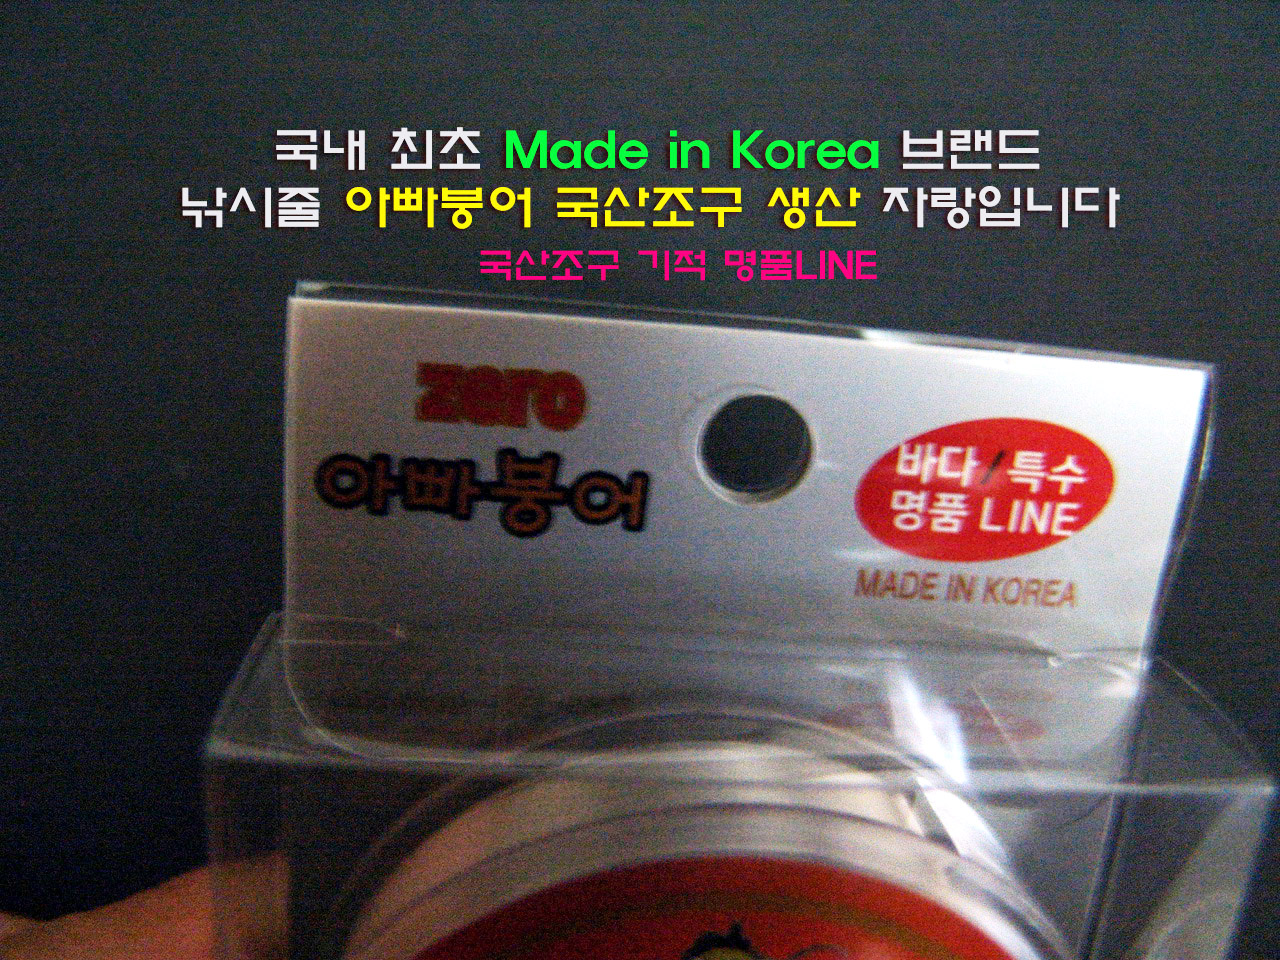 국내 최초 Made in Korea 브랜드
낚시줄 아빠붕어 국산조구 생산 자랑입니다
국산조구 기적 명품LINE
zero
아빠붕어
바다/특수
명품 LINE
MADE IN KOREA